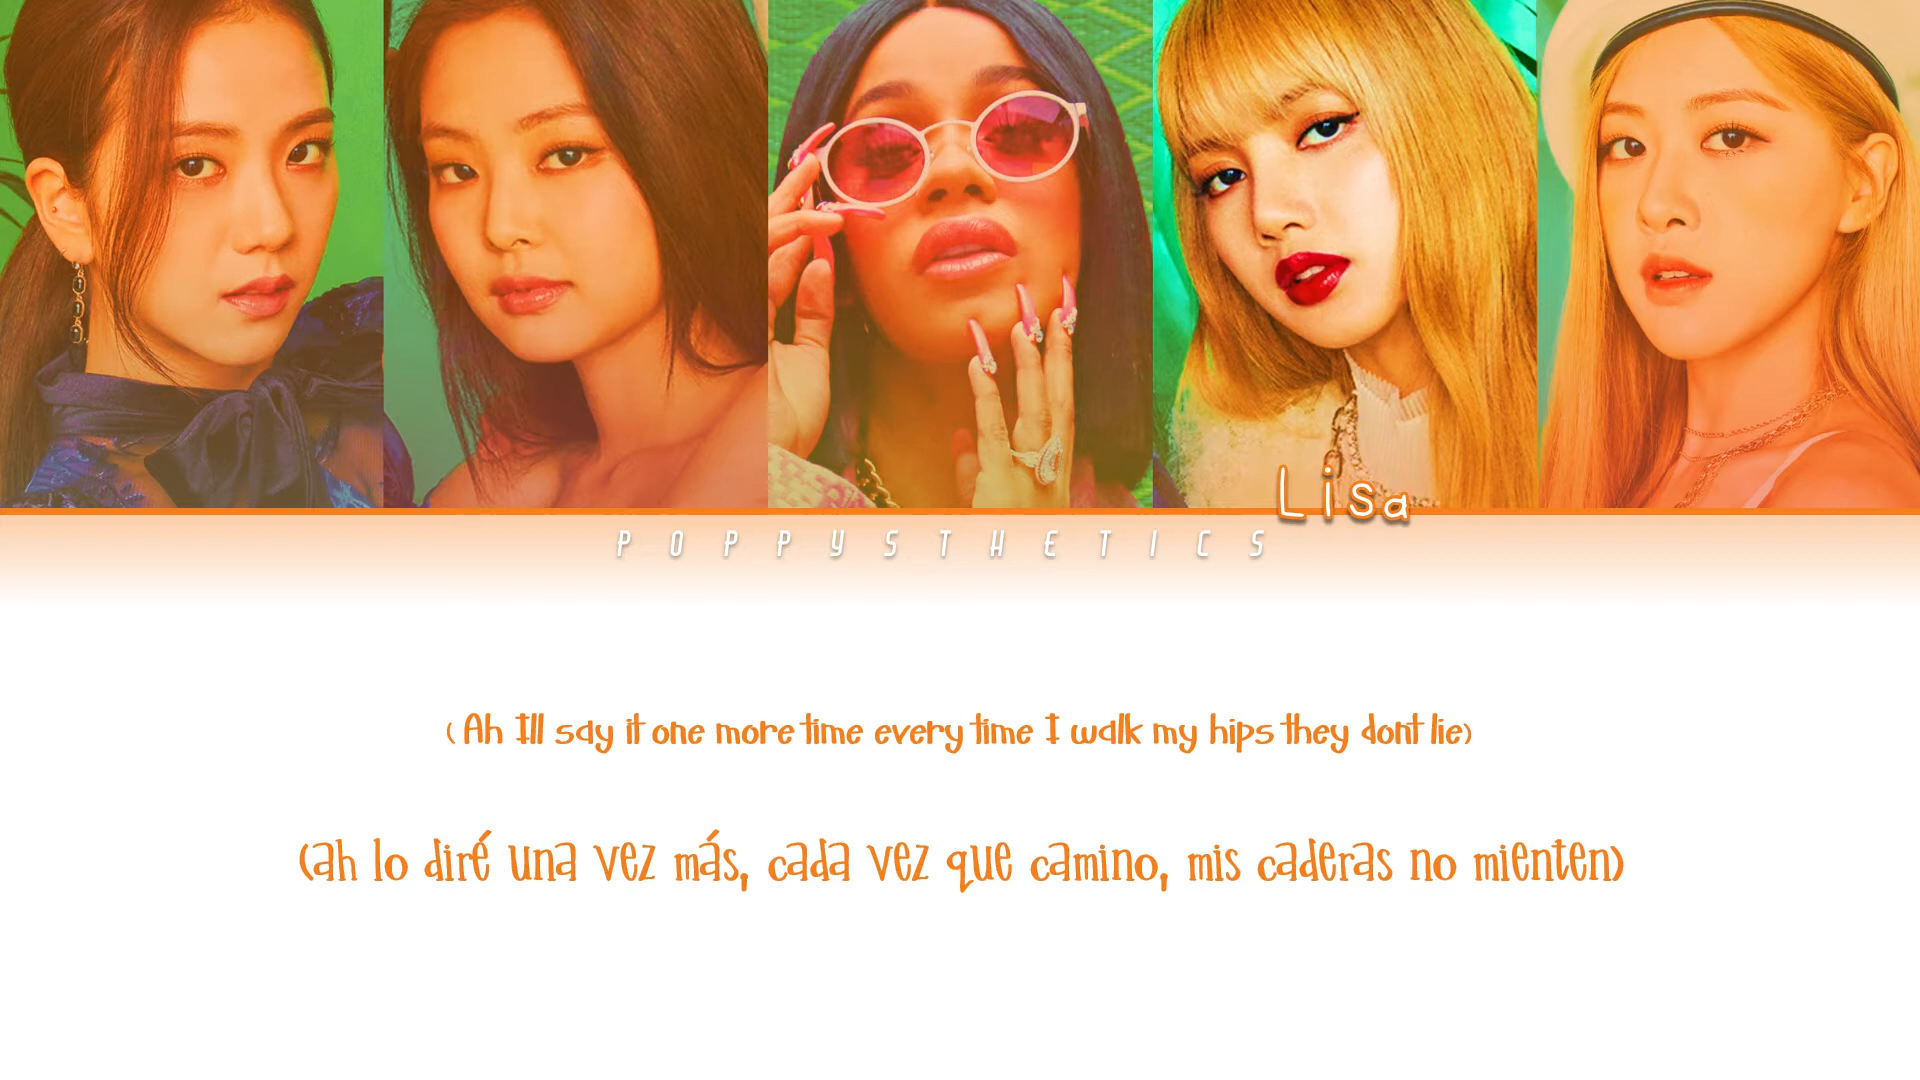 Lisa
POPPYSTHETICS
( Ah Ill say it one more time every time I walk my hips they dont lie)
(ah lo diré una vez más, cada vez que camino, mis caderas no mienten)